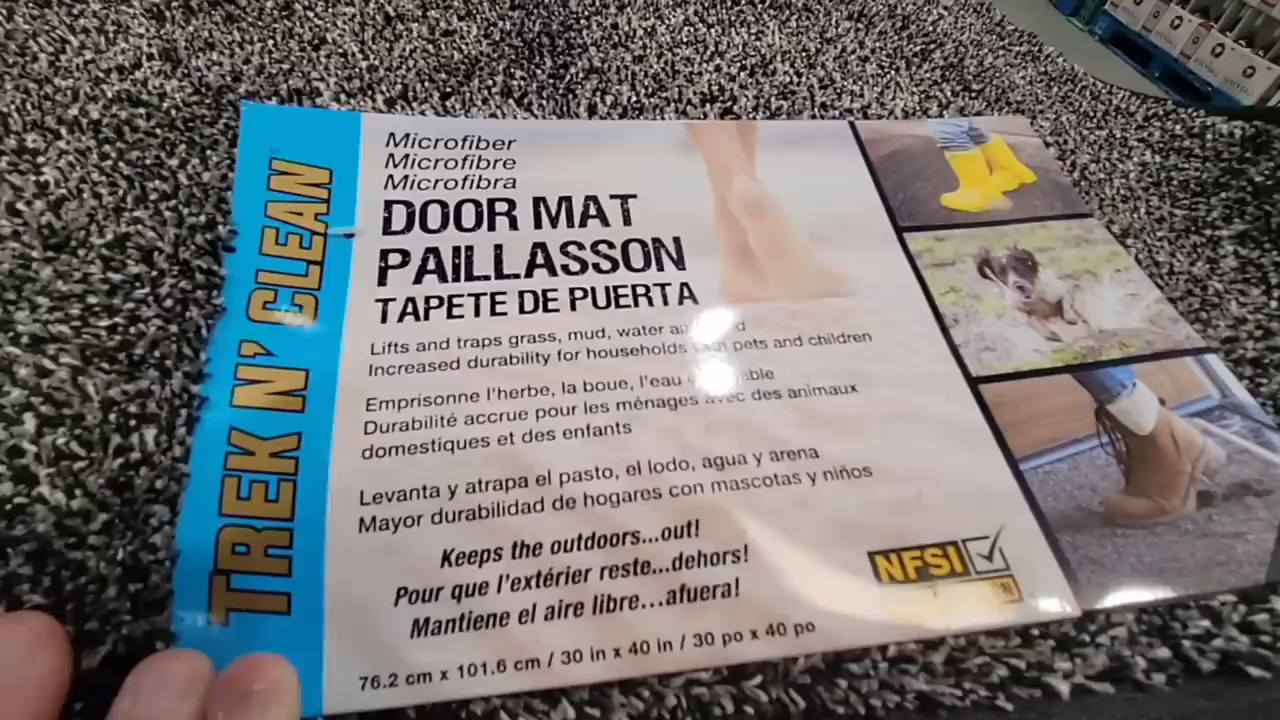 TREK N' CLEAN
Microfiber
Microfibre
Microfibra
DOOR MAT
PAILLASSON
TAPETE DE PUERTA
Lifts and traps grass, mud, water
Increased durability for households pets and children
Emprisonne l'herbe, la boue, l'eau
Durabilité accrue pour les ménages avec des animaux
domestiques et des enfants
Levanta y atrapa el pasto, el lodo, agua y arena
Mayor durabilidad de hogares con mascotas y niños
Keeps the outdoors...out!
Pour que l'extérier reste...dehors!
Mantiene el aire libre...afuera!
NFSI
76.2 cm x 101.6 cm / 30 in x 40 in / 30 po x 40 po